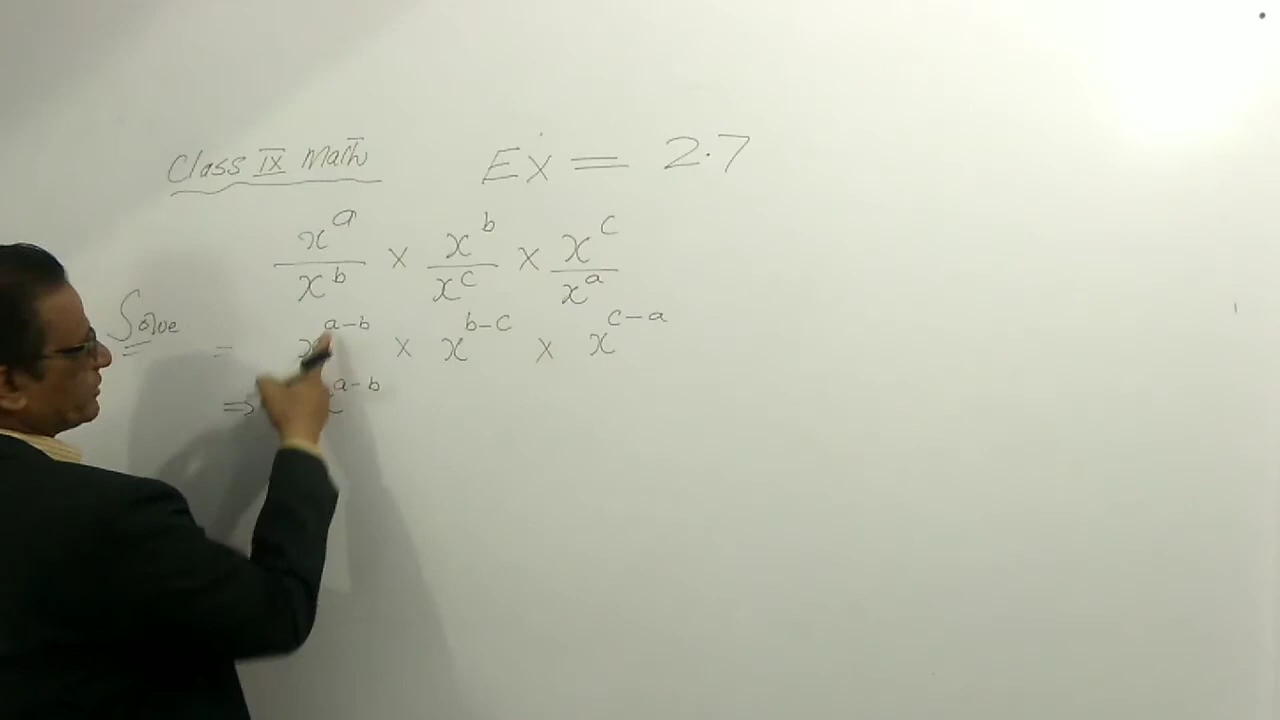 Class IX Math Ex = 2.7
x^a/x^b × x^b/x^c × x^c/x^a
Solve = x^{a-b} × x^{b-c} × x^{c-a}
⇒ x^{a-b}